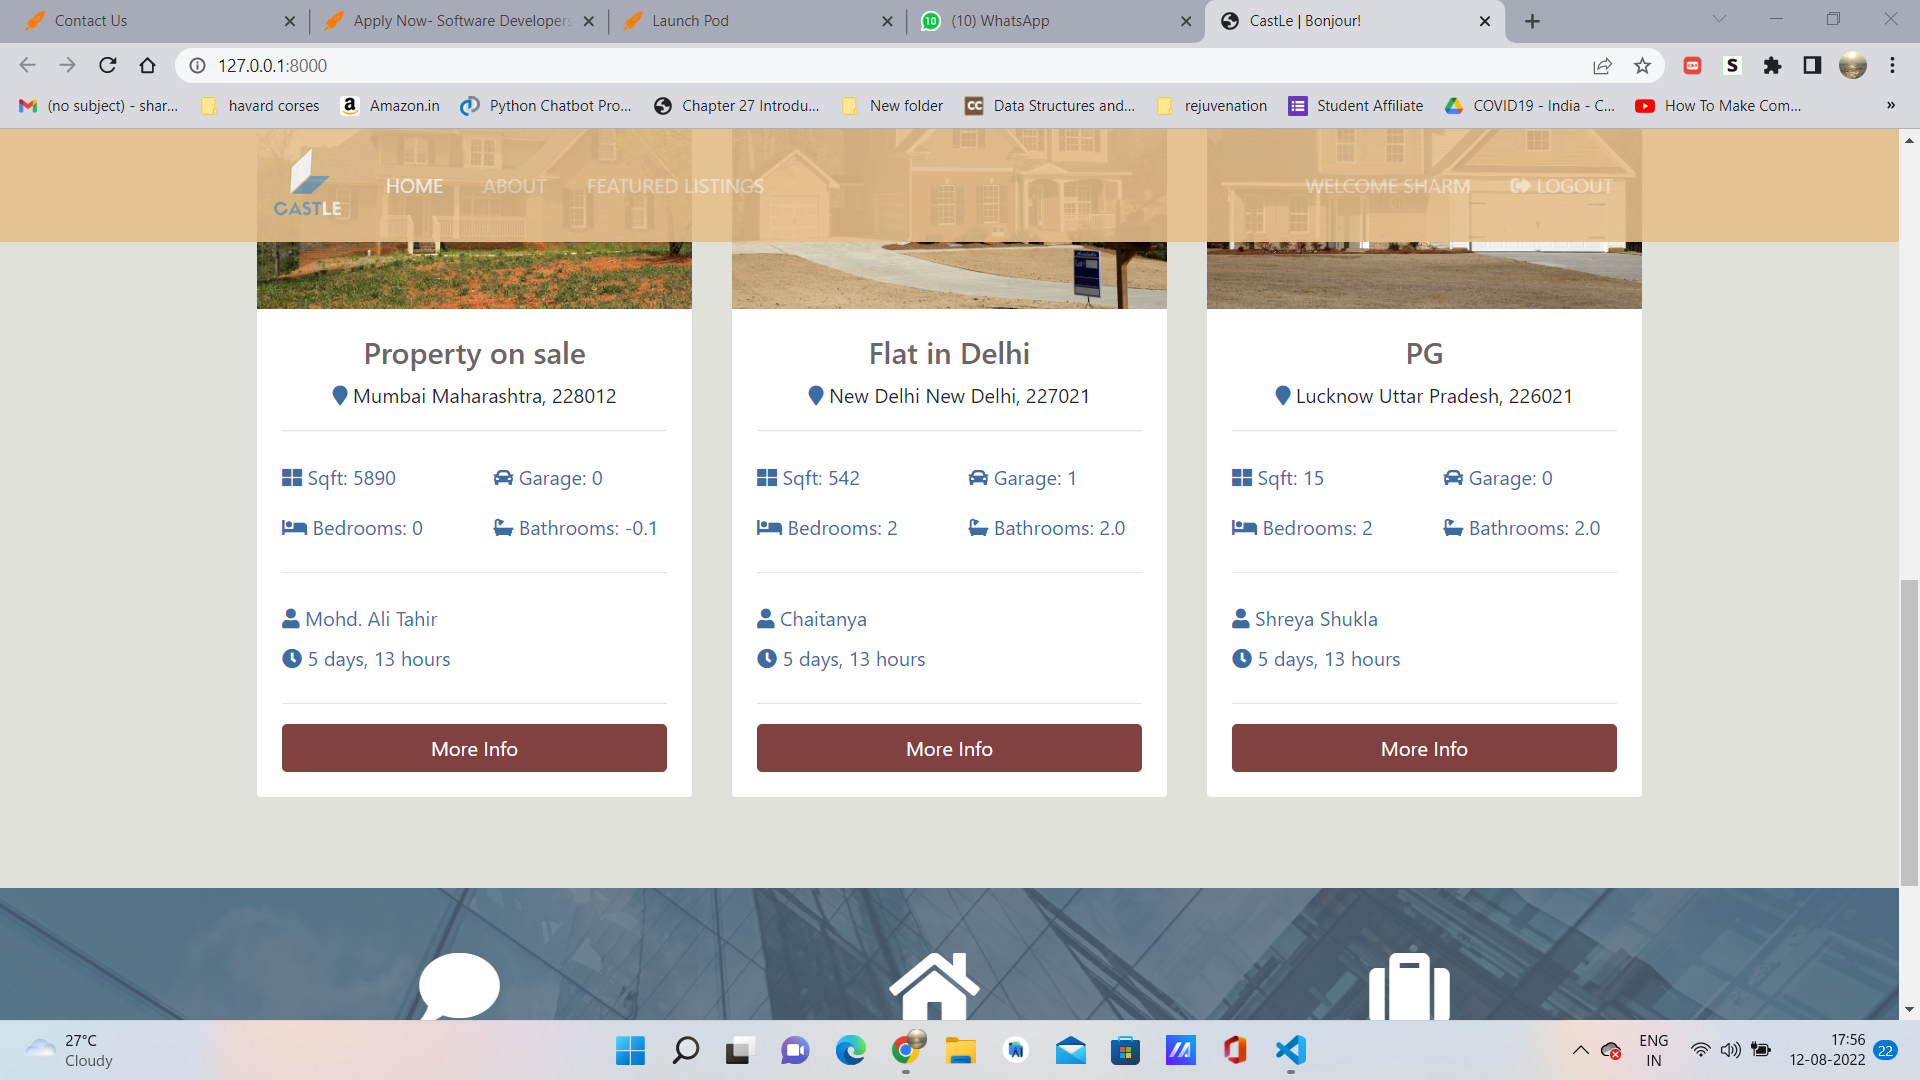 Contact Us
Apply Now- Software Developers
Launch Pod
10
(10) WhatsApp
CastLe | Bonjour!
127.0.0.1:8000
S
(no subject) - shar...
havard corses
a Amazon.in
Python Chatbot Pro...
Chapter 27 Introdu...
New folder
CC Data Structures and...
rejuvenation
Student Affiliate
COVID19 - India - C...
How To Make Com...
»
CASTLE
HOME
ABOUT
FEATURED LISTINGS
WELCOME SHARM
LOGOUT
Property on sale
Mumbai Maharashtra, 228012
Sqft: 5890
Garage: 0
Bedrooms: 0
Bathrooms: -0.1
Mohd. Ali Tahir
5 days, 13 hours
More Info
Flat in Delhi
New Delhi New Delhi, 227021
Sqft: 542
Garage: 1
Bedrooms: 2
Bathrooms: 2.0
Chaitanya
5 days, 13 hours
More Info
PG
Lucknow Uttar Pradesh, 226021
Sqft: 15
Garage: 0
Bedrooms: 2
Bathrooms: 2.0
Shreya Shukla
5 days, 13 hours
More Info
27°C
Cloudy
ENG
IN
17:56
12-08-2022
22